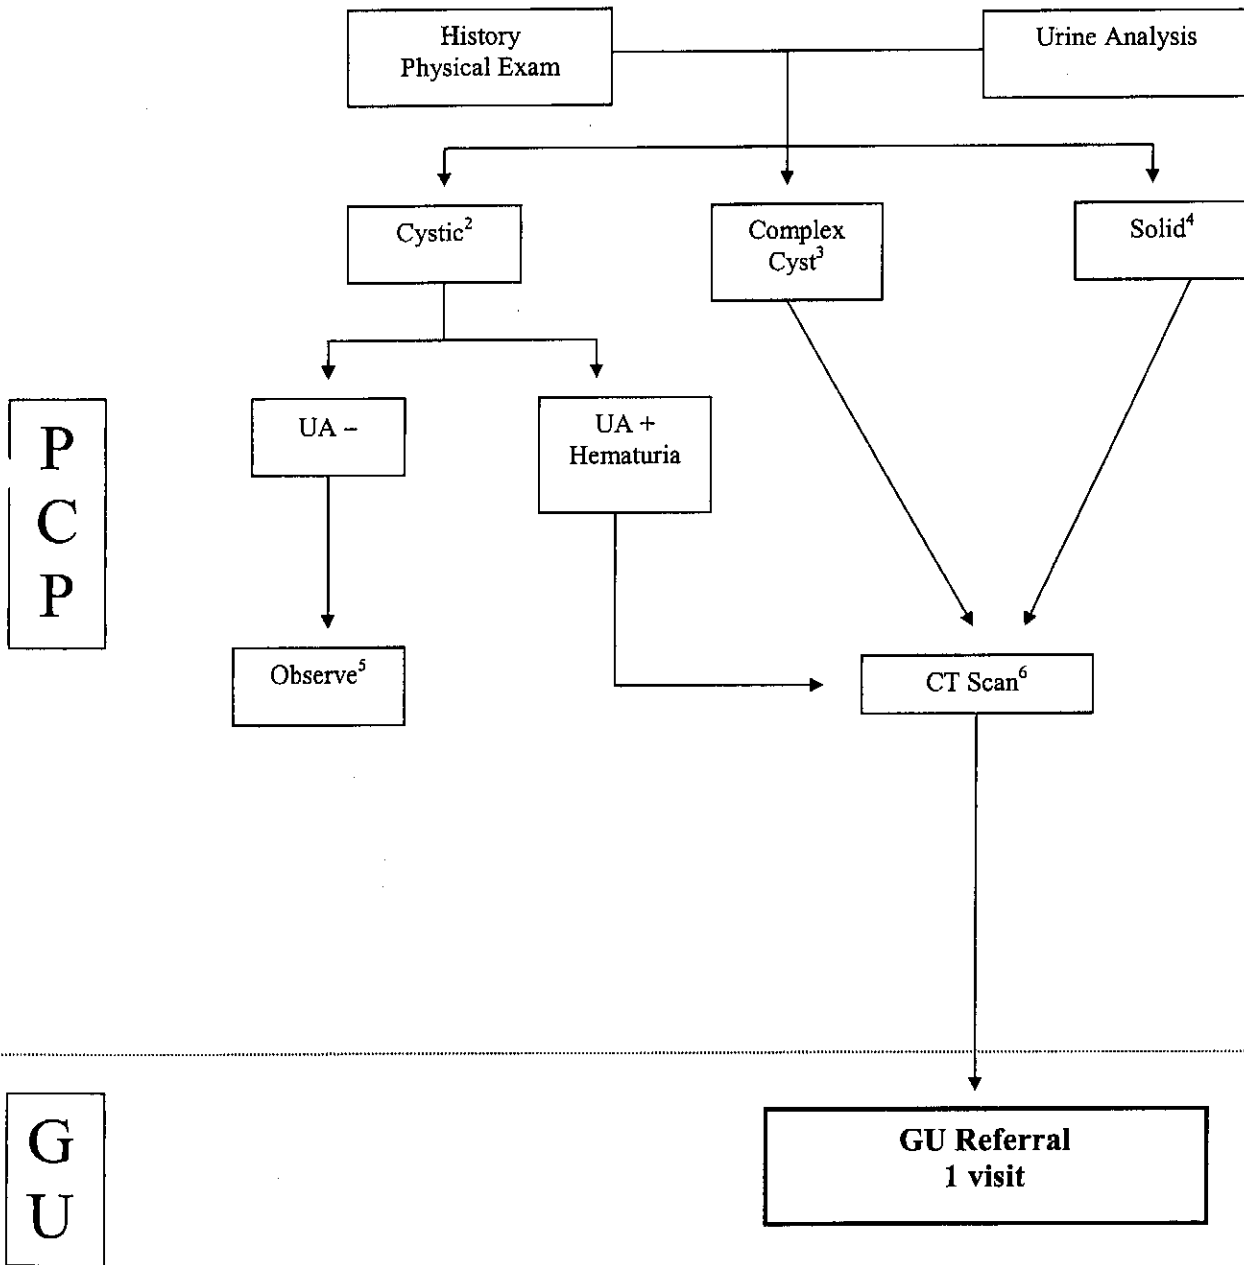 History
Physical Exam
Urine Analysis
Cystic²
Complex
Cyst³
Solid⁴
UA –
UA +
Hematuria
P
C
P
Observe⁵
CT Scan⁶
G
U
GU Referral
1 visit